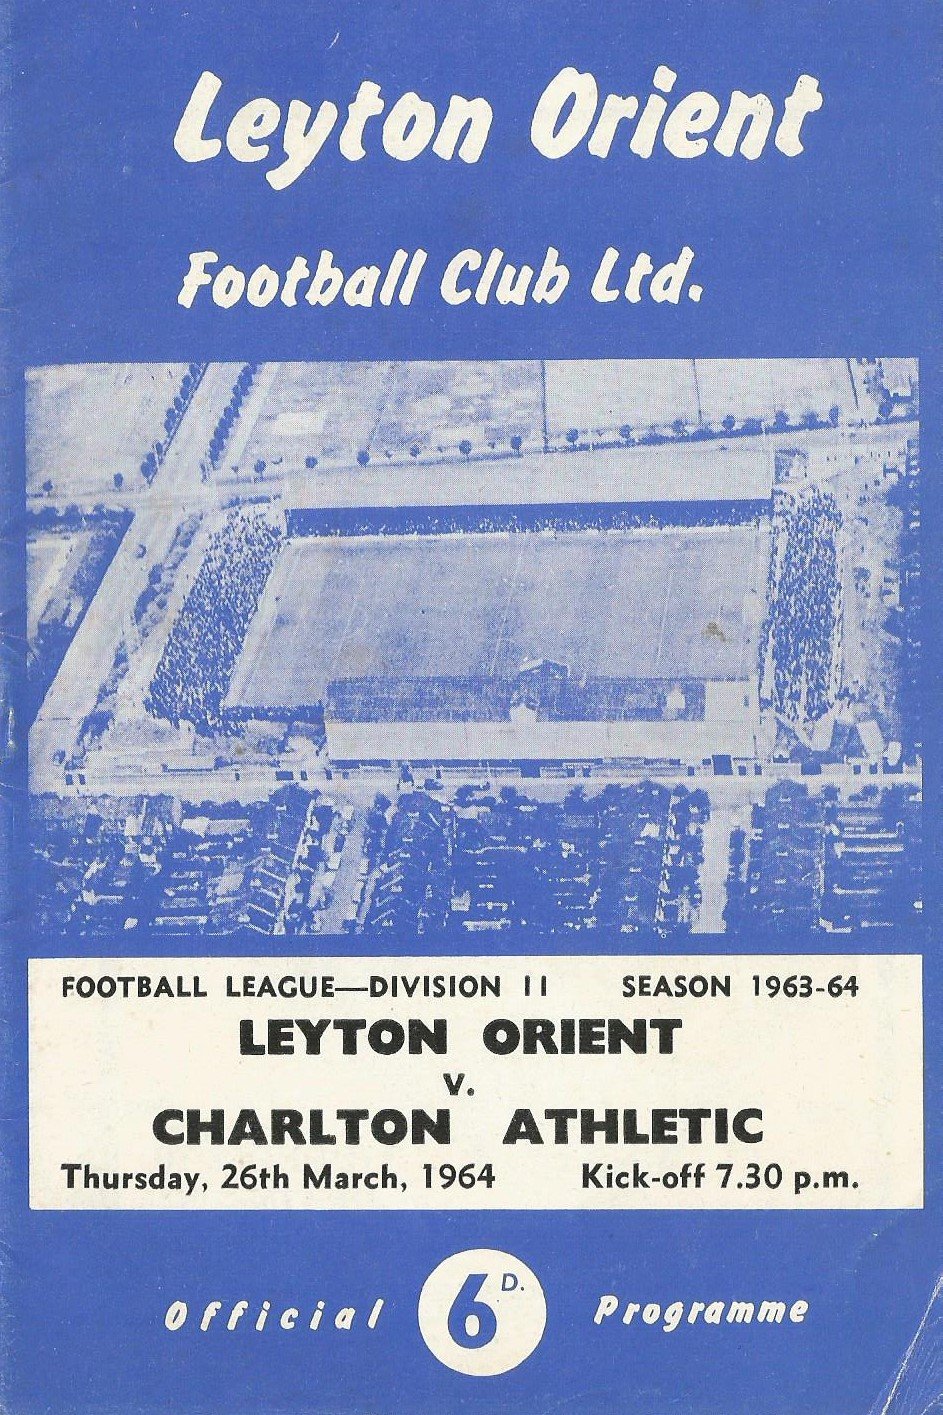 Leyton Orient
Football Club Ltd.
FOOTBALL LEAGUE—DIVISION II SEASON 1963-64
LEYTON ORIENT
v.
CHARLTON ATHLETIC
Thursday, 26th March, 1964 Kick-off 7.30 p.m.
Official 6D. Programme